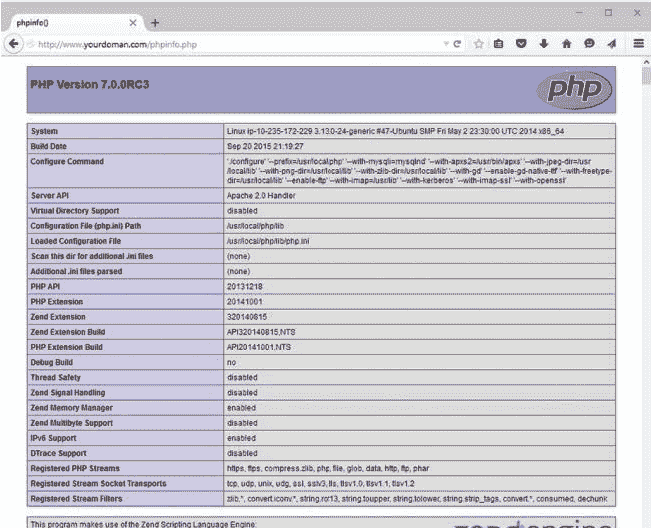 phpinfo()
http://www.yourdoman.com/phpinfo.php
PHP Version 7.0.0RC3
php
System Linux ip-10-235-172-229 3.13.0-24-generic #47-Ubuntu SMP Fri May 2 23:30:00 UTC 2014 x86_64
Build Date Sep 20 2015 21:19:27
Configure Command './configure' '--prefix=/usr/local/php' '--with-mysqli=mysqlnd' '--with-apxs2=/usr/bin/apxs' '--with-jpeg-dir=/usr
/local/lib' '--with-png-dir=/usr/local/lib' '--with-zlib-dir=/usr/local/lib' '--with-gd' '--enable-gd-native-ttf' '--with-freetype-
dir=/usr/local/lib' '--enable-ftp' '--with-imap=/usr/lib' '--with-kerberos' '--with-imap-ssl' '--with-openssl'
Server API Apache 2.0 Handler
Virtual Directory Support disabled
Configuration File (php.ini) Path /usr/local/php/lib
Loaded Configuration File /usr/local/php/lib/php.ini
Scan this dir for additional .ini files (none)
Additional .ini files parsed (none)
PHP API 20131218
PHP Extension 20141001
Zend Extension 320140815
Zend Extension Build API320140815,NTS
PHP Extension Build API20141001,NTS
Debug Build no
Thread Safety disabled
Zend Signal Handling disabled
Zend Memory Manager enabled
Zend Multibyte Support disabled
IPv6 Support enabled
DTrace Support disabled
Registered PHP Streams https, ftps, compress.zlib, php, file, glob, data, http, ftp, phar
Registered Stream Socket Transports tcp, udp, unix, udg, ssl, sslv3, tls, tlsv1.0, tlsv1.1, tlsv1.2
Registered Stream Filters zlib.*, convert.iconv.*, string.rot13, string.toupper, string.tolower, string.strip_tags, convert.*, consumed, dechunk
This program makes use of the Zend Scripting Language Engine:
zend engine